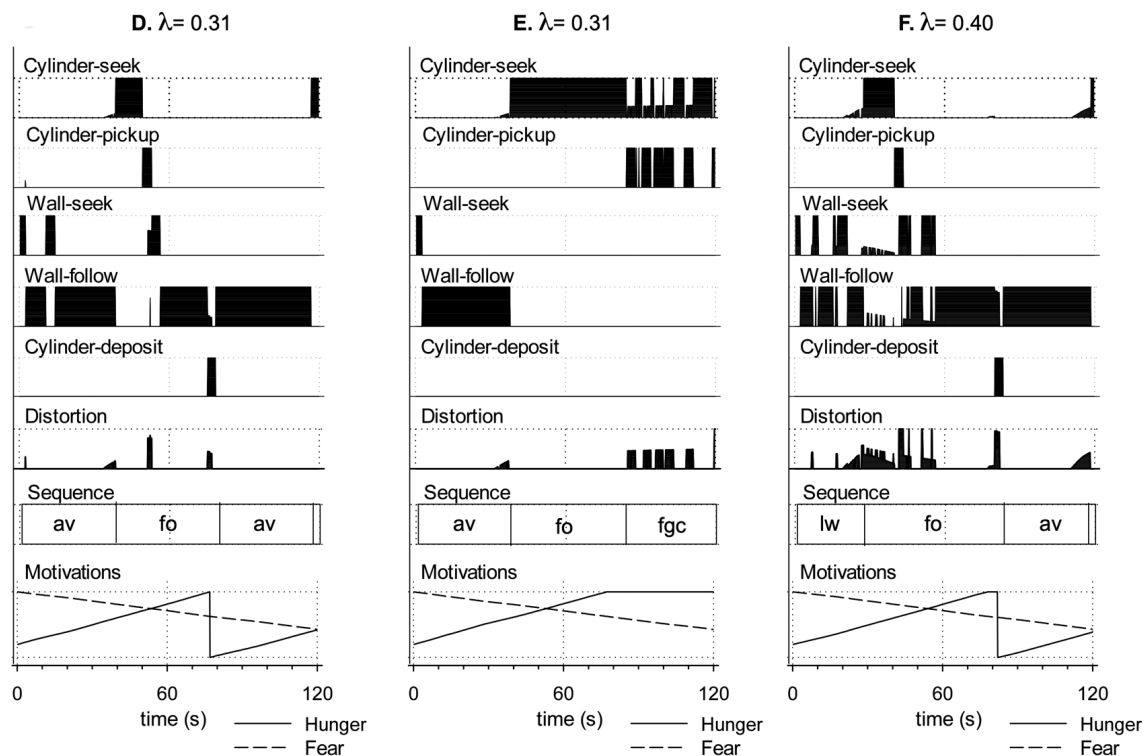 D. λ= 0.31
Cylinder-seek
Cylinder-pickup
Wall-seek
Wall-follow
Cylinder-deposit
Distortion
Sequence
av fo av
Motivations
0 60 120
time (s)
Hunger
Fear
E. λ= 0.31
Cylinder-seek
Cylinder-pickup
Wall-seek
Wall-follow
Cylinder-deposit
Distortion
Sequence
av fo fgc
Motivations
0 60 120
time (s)
Hunger
Fear
F. λ= 0.40
Cylinder-seek
Cylinder-pickup
Wall-seek
Wall-follow
Cylinder-deposit
Distortion
Sequence
lw fo av
Motivations
0 60 120
time (s)
Hunger
Fear